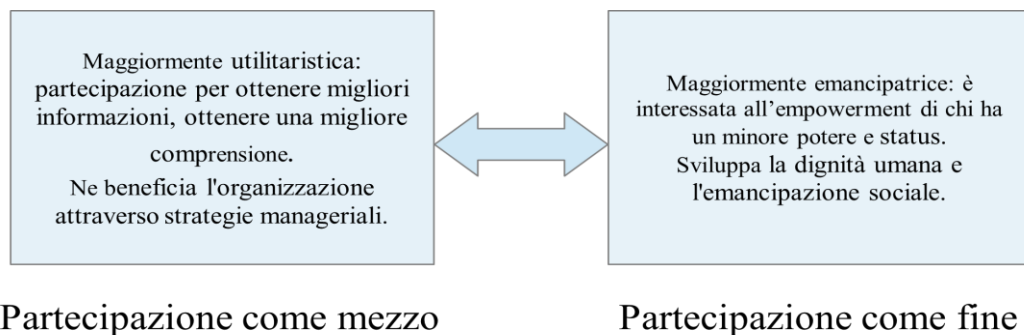 Maggiormente utilitaristica:
partecipazione per ottenere migliori
informazioni, ottenere una migliore
comprensione.
Ne beneficia l'organizzazione
attraverso strategie manageriali.
Maggiormente emancipatrice: è
interessata all’empowerment di chi ha
un minore potere e status.
Sviluppa la dignità umana e
l'emancipazione sociale.
Partecipazione come mezzo
Partecipazione come fine